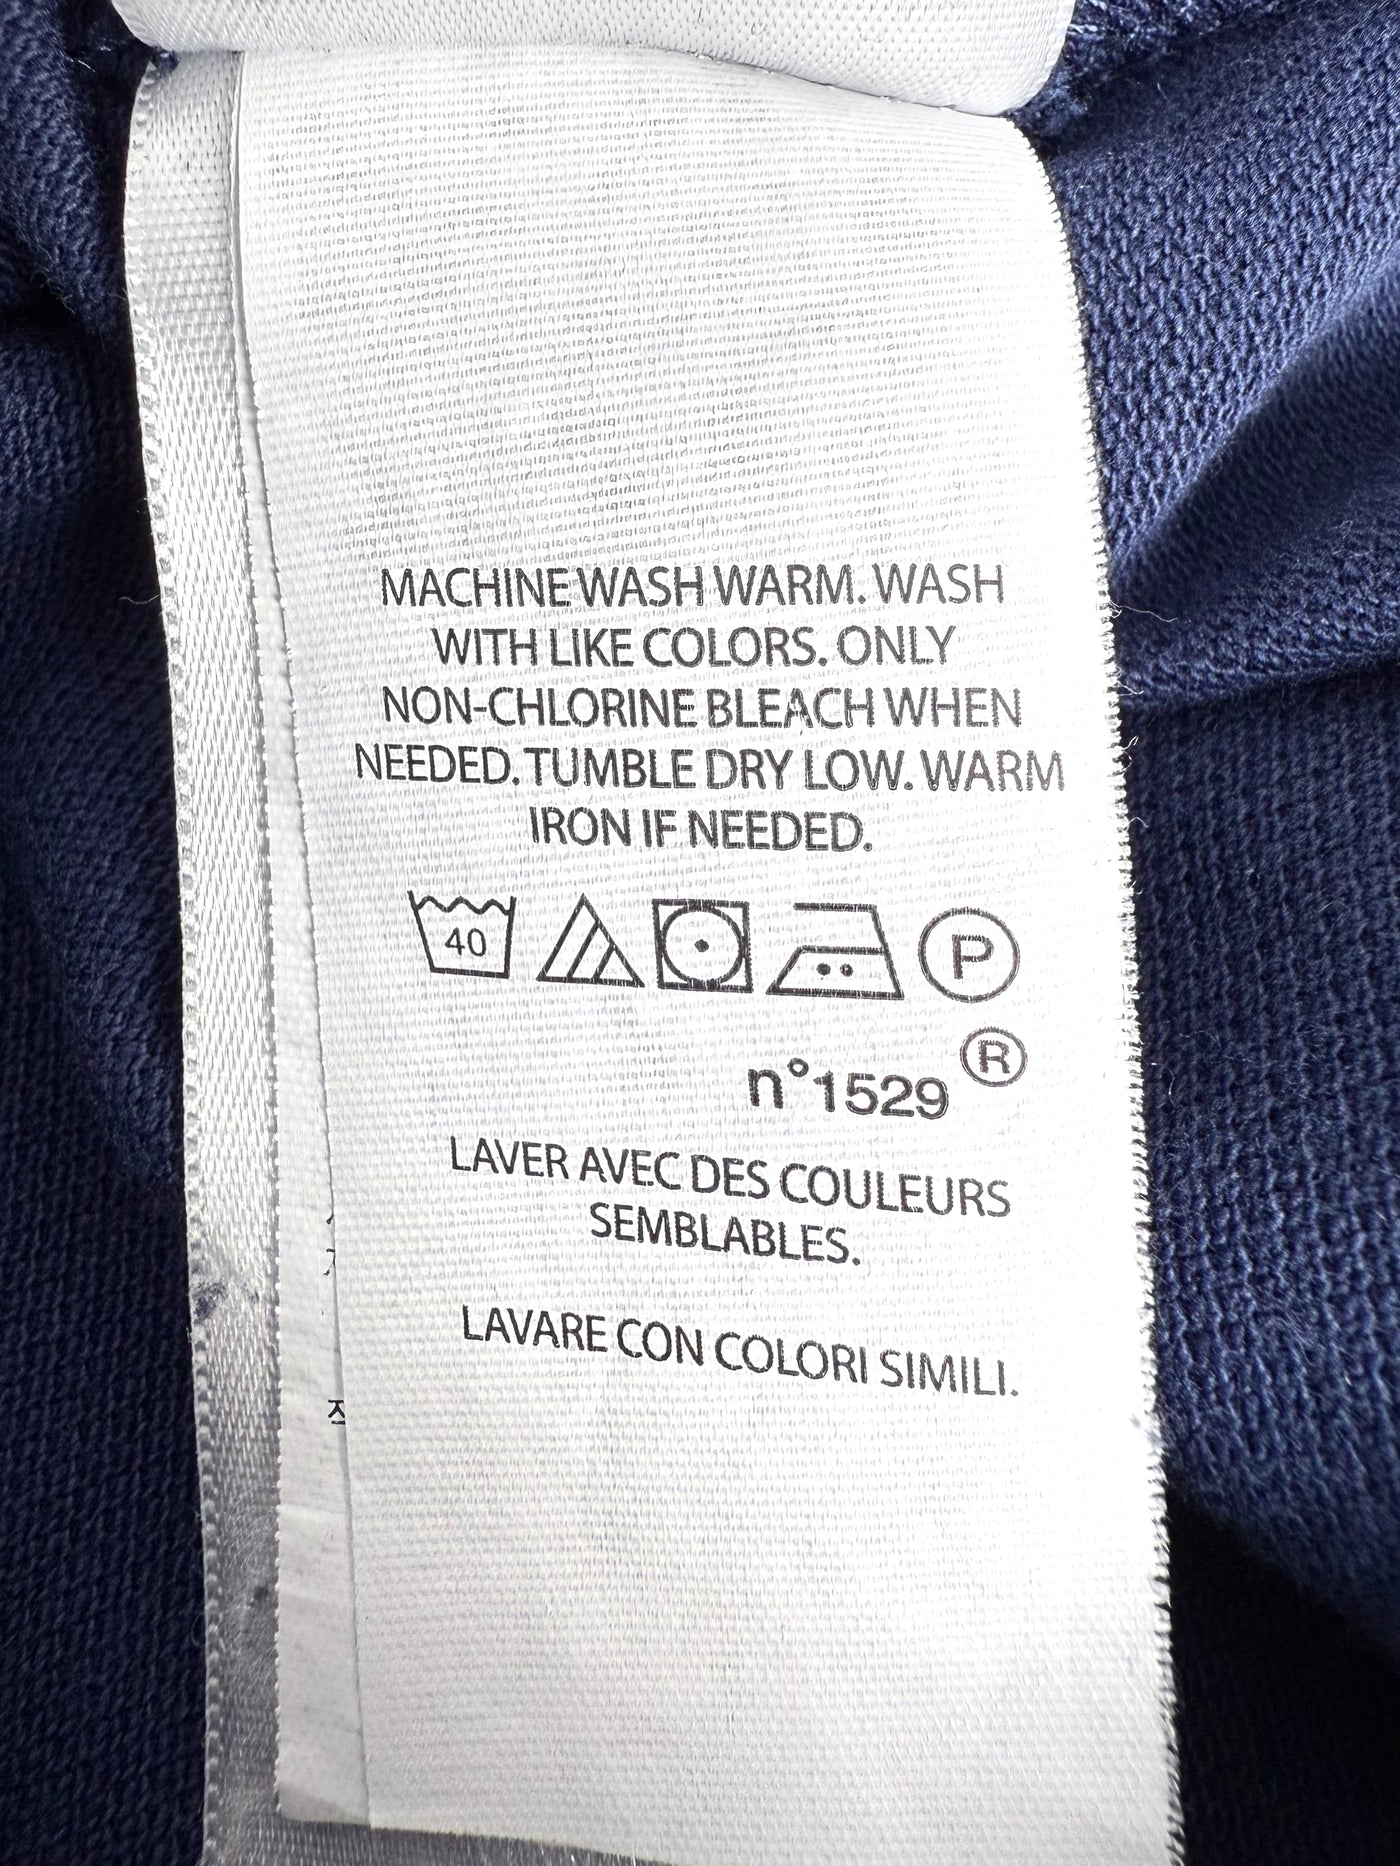 MACHINE WASH WARM. WASH
WITH LIKE COLORS. ONLY
NON-CHLORINE BLEACH WHEN
NEEDED. TUMBLE DRY LOW. WARM
IRON IF NEEDED.
40 P
n°1529 ®
LAVER AVEC DES COULEURS
SEMBLABLES.
LAVARE CON COLORI SIMILI.